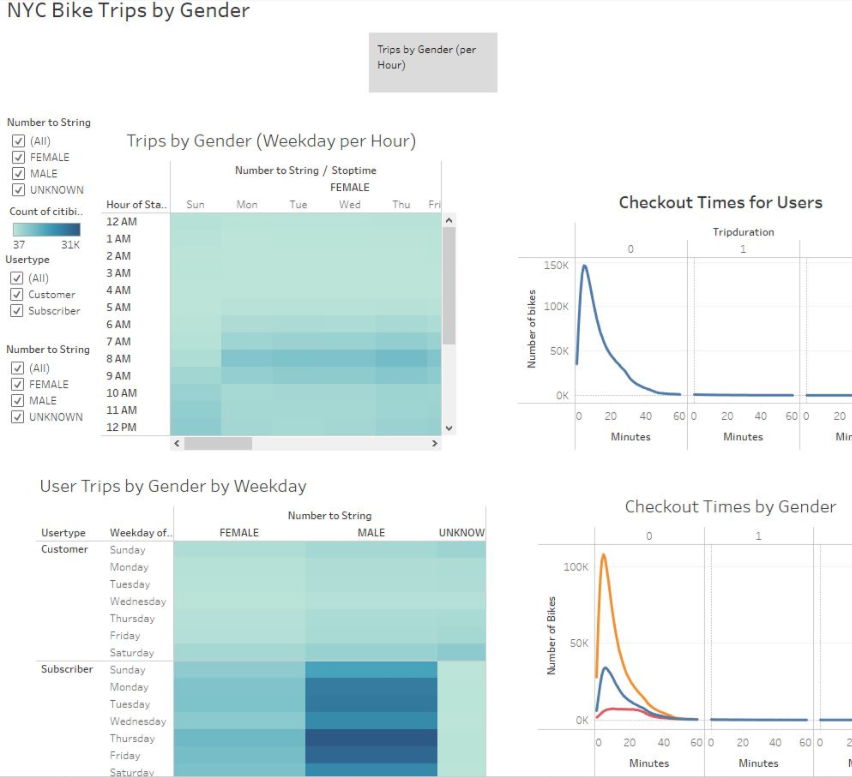 NYC Bike Trips by Gender
Trips by Gender (per
Hour)
Number to String
(All)
FEMALE
MALE
UNKNOWN
Count of citibi..
37 31K
Usertype
(All)
Customer
Subscriber
Number to String
(All)
FEMALE
MALE
UNKNOWN
Trips by Gender (Weekday per Hour)
Number to String / Stoptime
FEMALE
Hour of Sta.. Sun Mon Tue Wed Thu Fri
12 AM
1 AM
2 AM
3 AM
4 AM
5 AM
6 AM
7 AM
8 AM
9 AM
10 AM
11 AM
12 PM
Checkout Times for Users
Tripduration
0 1
Number of bikes
150K
100K
50K
0K
0 20 40 60 0 20 40 60 0 20
Minutes Minutes Mir
User Trips by Gender by Weekday
Number to String
Usertype Weekday of.. FEMALE MALE UNKNOW
Customer Sunday
Monday
Tuesday
Wednesday
Thursday
Friday
Saturday
Subscriber Sunday
Monday
Tuesday
Wednesday
Thursday
Friday
Saturday
Checkout Times by Gender
0 1
Number of Bikes
100K
50K
0K
0 20 40 60 0 20 40 60 0 2
Minutes Minutes M